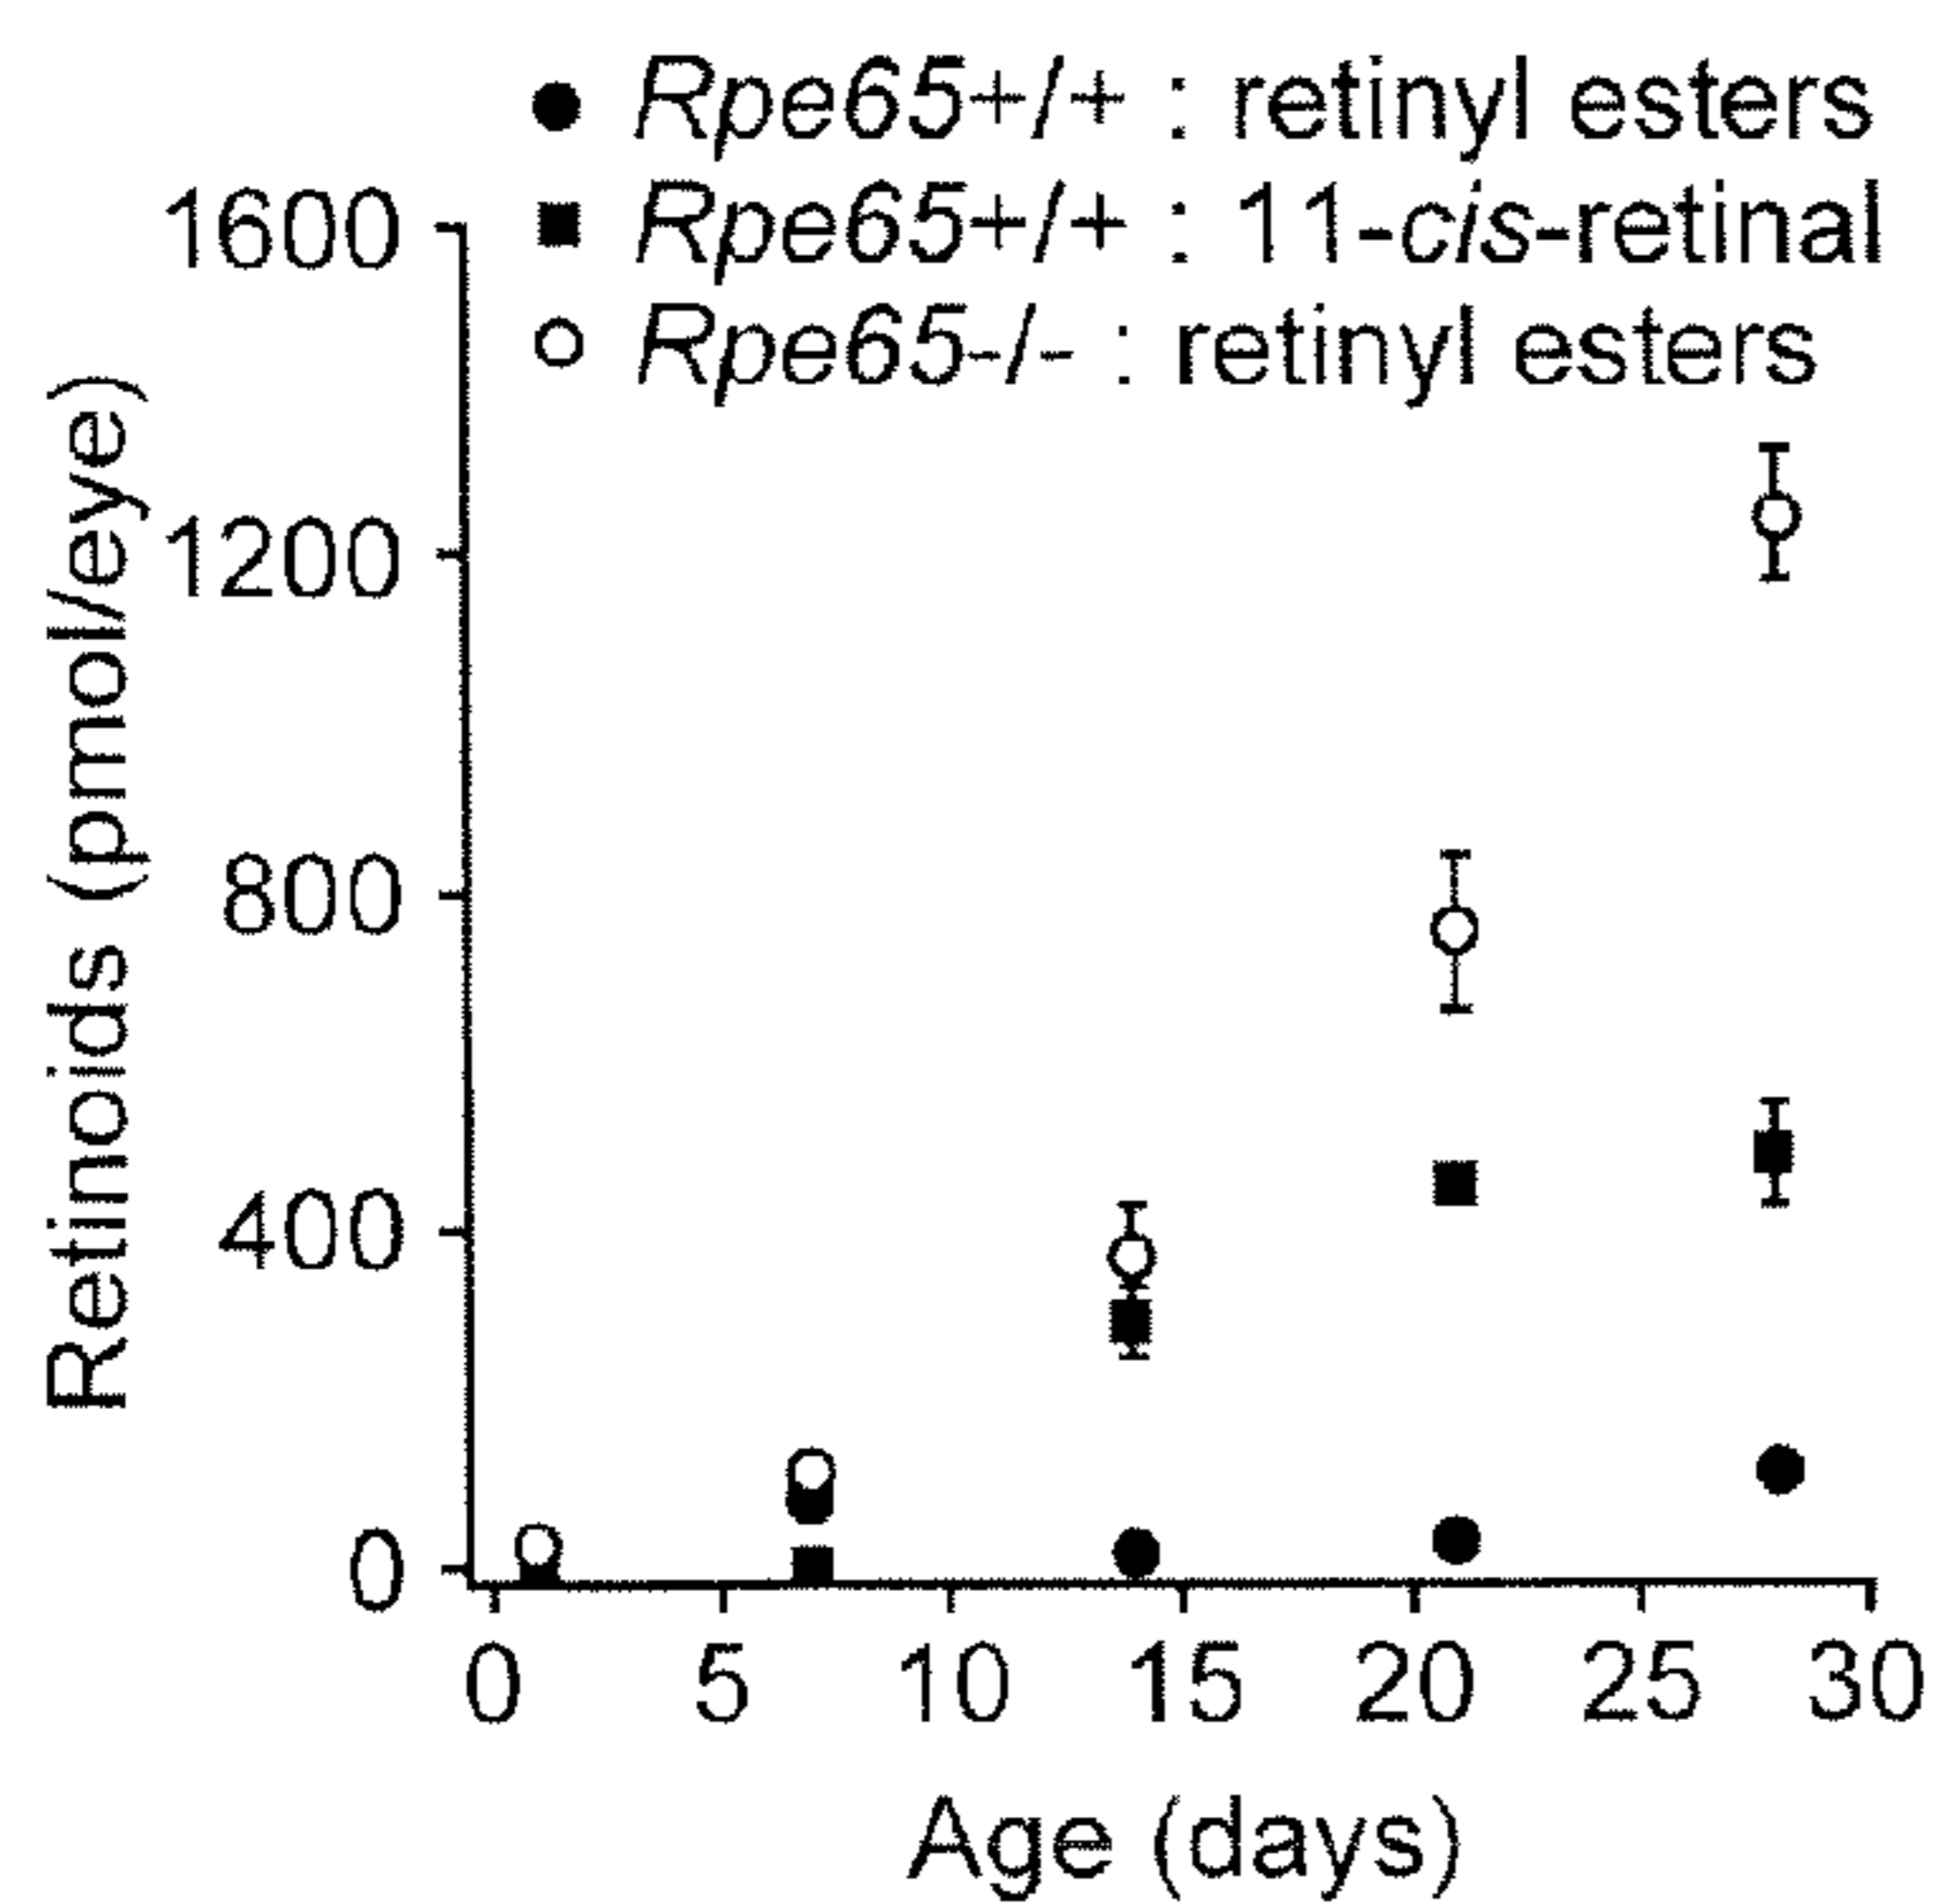 Rpe65+/+ : retinyl esters
Rpe65+/+ : 11-cis-retinal
Rpe65-/- : retinyl esters
Retinoids (pmol/eye)
1600
1200
800
400
0
0 5 10 15 20 25 30
Age (days)